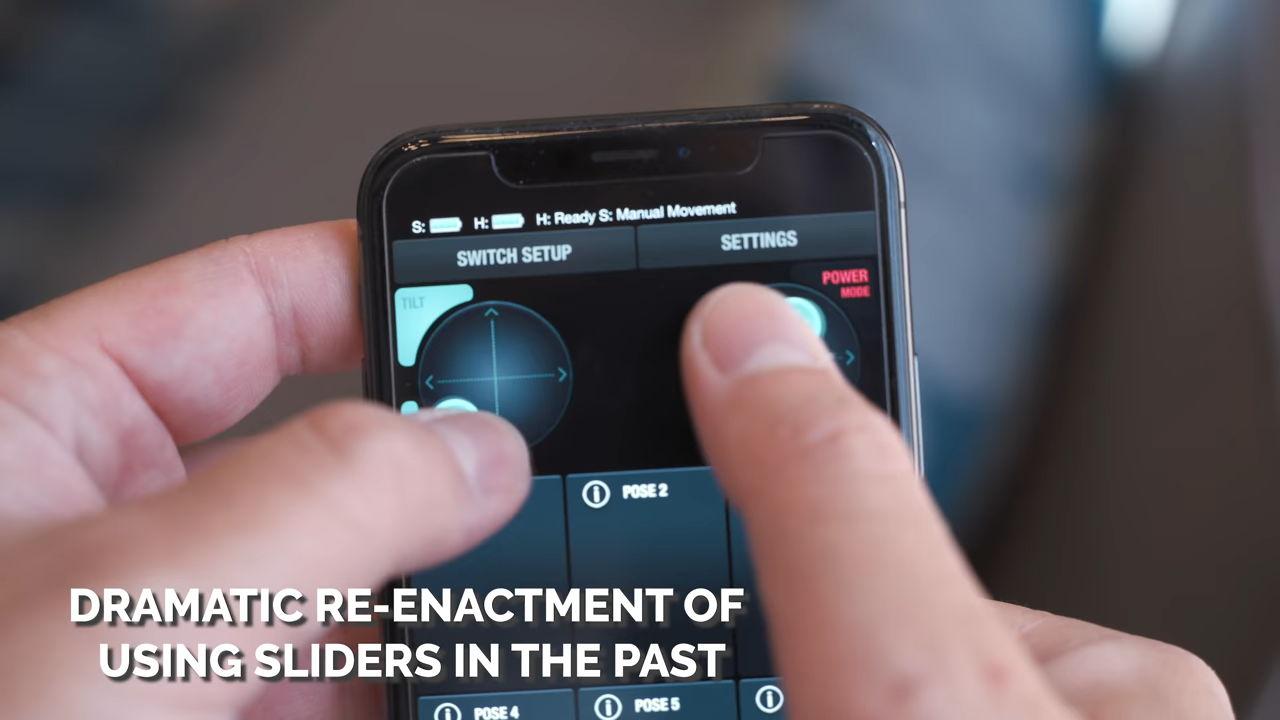 S: H: H: Ready S: Manual Movement
SWITCH SETUP SETTINGS
TILT
POWER
MODE
POSE 2
DRAMATIC RE-ENACTMENT OF
USING SLIDERS IN THE PAST
POSE 4 POSE 5